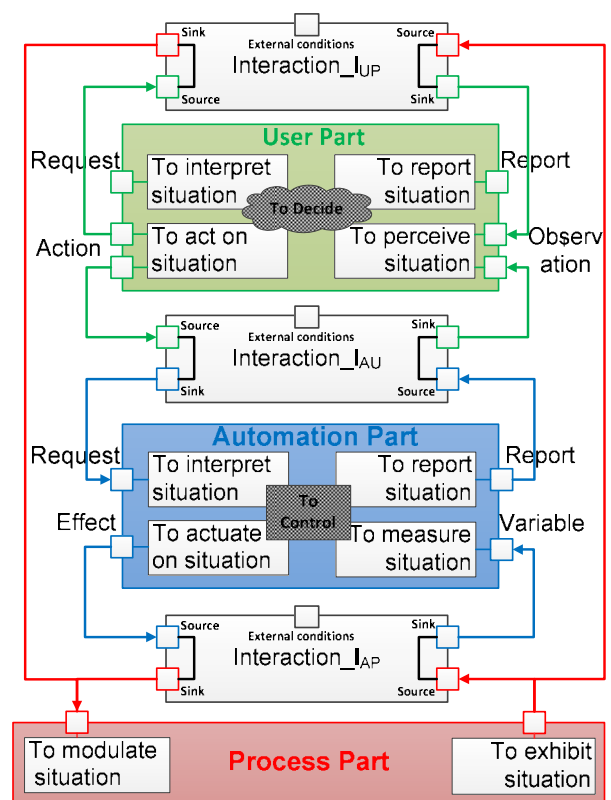 Sink
Source
External conditions
Interaction_I_UP
Source
Sink
User Part
Request
To interpret
situation
To report
situation
Report
To Decide
Action
To act on
situation
To perceive
situation
Observ
ation
Source
Sink
External conditions
Interaction_I_AU
Sink
Source
Automation Part
Request
To interpret
situation
To report
situation
Report
To
Control
Effect
To actuate
on situation
To measure
situation
Variable
Source
Sink
External conditions
Interaction_I_AP
Sink
Source
To modulate
situation
Process Part
To exhibit
situation